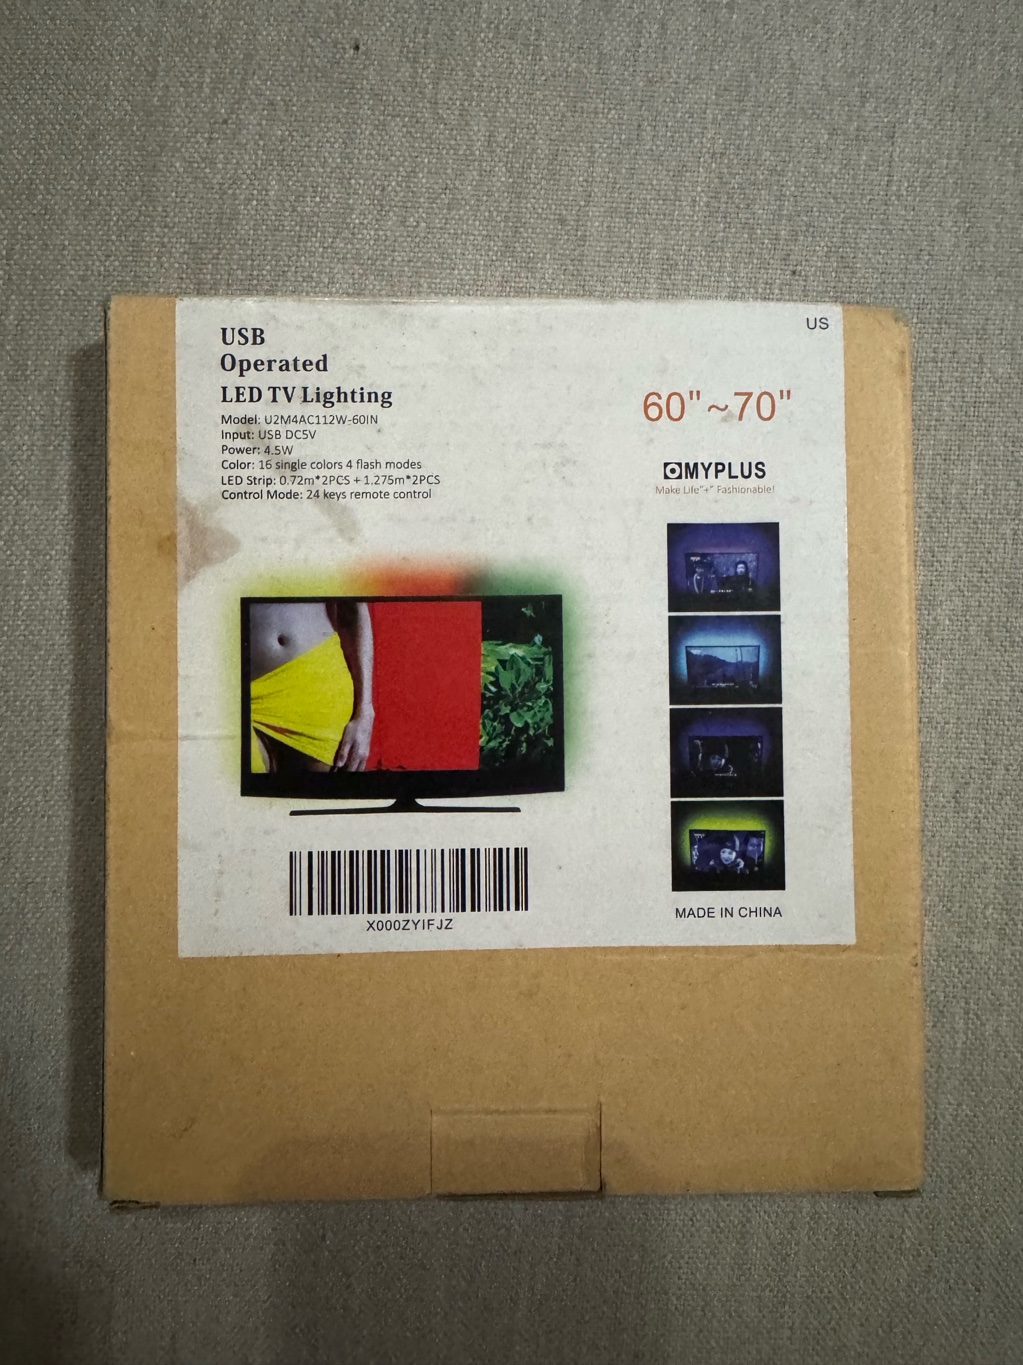 US
USB
Operated
LED TV Lighting
Model: U2M4AC112W-60IN
Input: USB DC5V
Power: 4.5W
Color: 16 single colors 4 flash modes
LED Strip: 0.72m*2PCS + 1.275m*2PCS
Control Mode: 24 keys remote control
60"~70"
MYPLUS
Make Life"+" Fashionable!
X000ZYIFJZ
MADE IN CHINA